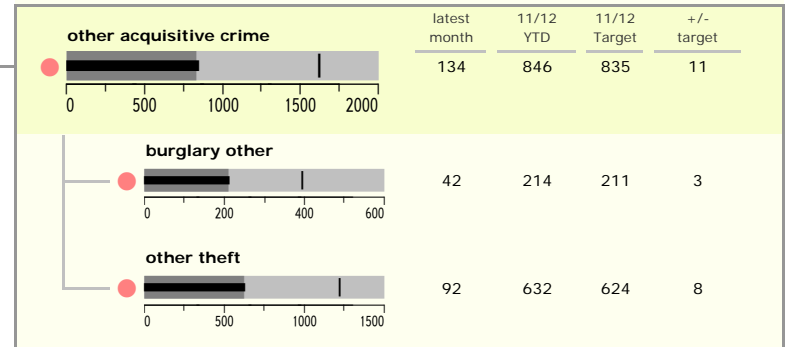 latest 11/12 11/12 +/-
month YTD Target target
other acquisitive crime
134 846 835 11
0 500 1000 1500 2000
burglary other
42 214 211 3
0 200 400 600
other theft
92 632 624 8
0 500 1000 1500